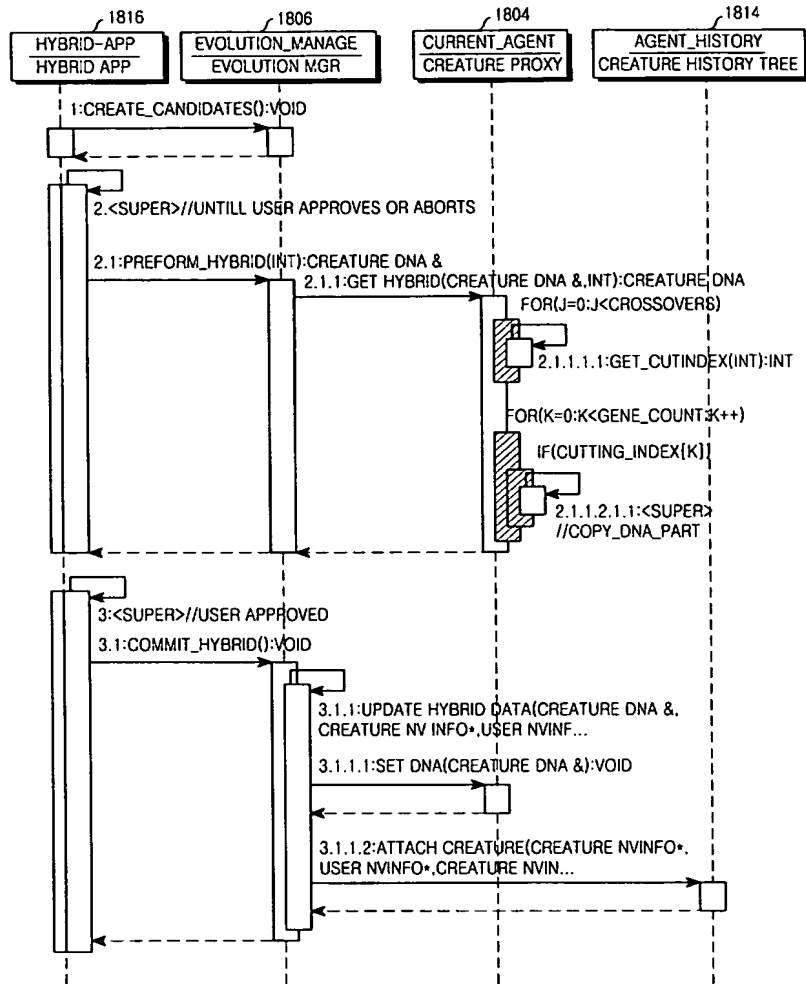 1816
1806
1804
1814
HYBRID-APP
HYBRID APP
EVOLUTION_MANAGE
EVOLUTION MGR
CURRENT_AGENT
CREATURE PROXY
AGENT_HISTORY
CREATURE HISTORY TREE
1:CREATE_CANDIDATES():VOID
2.<SUPER>//UNTILL USER APPROVES OR ABORTS
2.1:PREFORM_HYBRID(INT):CREATURE DNA &
2.1.1:GET HYBRID(CREATURE DNA &,INT):CREATURE DNA
FOR(J=0:J<CROSSOVERS)
2.1.1.1.1:GET_CUTINDEX(INT):INT
FOR(K=0:K<GENE_COUNT:K++)
IF(CUTTING_INDEX[K])
2.1.1.2.1.1:<SUPER>
//COPY_DNA_PART
3:<SUPER>//USER APPROVED
3.1:COMMIT_HYBRID():VOID
3.1.1:UPDATE HYBRID DATA(CREATURE DNA &,
CREATURE NV INFO*,USER NVINF...
3.1.1.1:SET DNA(CREATURE DNA &):VOID
3.1.1.2:ATTACH CREATURE(CREATURE NVINFO*,
USER NVINFO*,CREATURE NVIN...